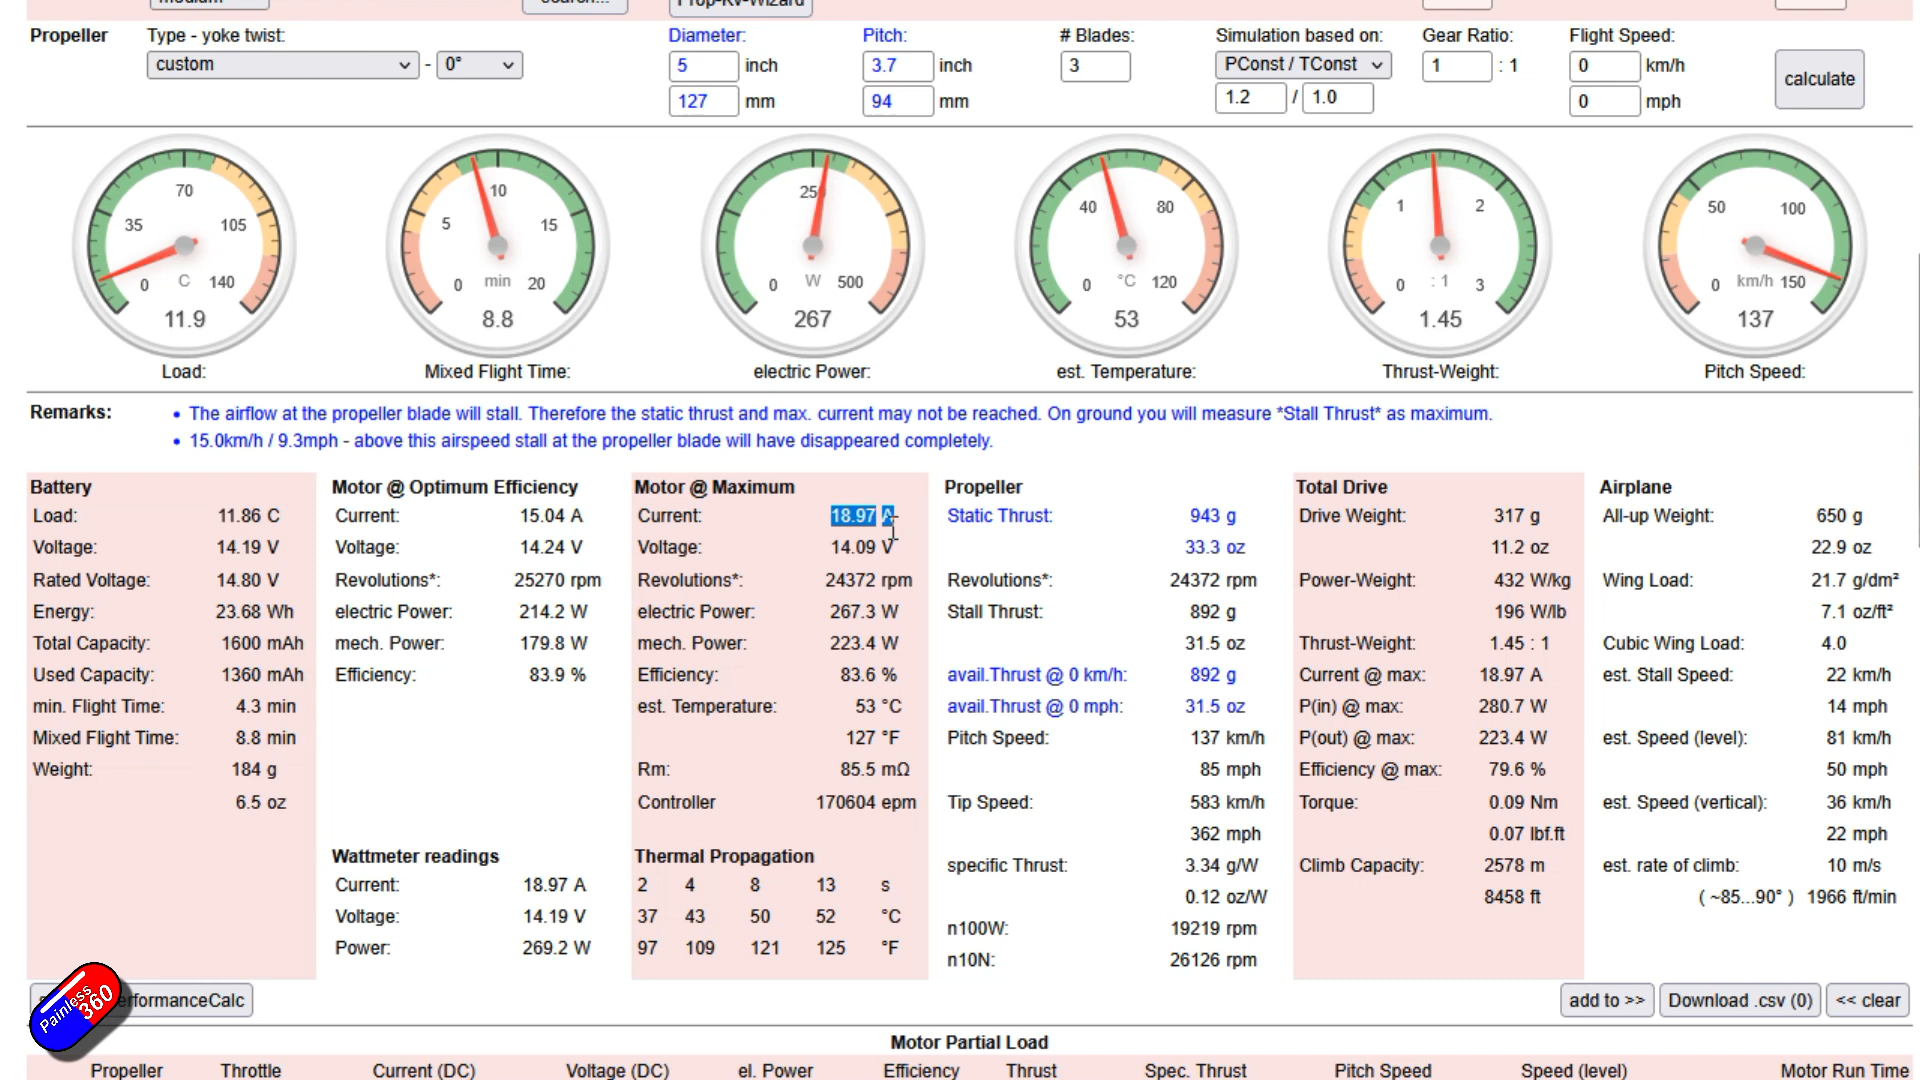 medium search... Prop-Kv-Wizard
Propeller Type - yoke twist: Diameter: Pitch: # Blades: Simulation based on: Gear Ratio: Flight Speed:
custom - 0° 5 inch 3.7 inch 3 PConst / TConst 1 : 1 0 km/h calculate
127 mm 94 mm 1.2 / 1.0 0 mph
0 35 70 105 140 C 11.9
0 5 10 15 20 min 8.8
0 250 500 W 267
0 40 80 120 °C 53
0 1 2 3 : 1 1.45
0 50 100 150 km/h 137
Load: Mixed Flight Time: electric Power: est. Temperature: Thrust-Weight: Pitch Speed:
Remarks: • The airflow at the propeller blade will stall. Therefore the static thrust and max. current may not be reached. On ground you will measure *Stall Thrust* as maximum.
• 15.0km/h / 9.3mph - above this airspeed stall at the propeller blade will have disappeared completely.
Battery
Load: 11.86 C
Voltage: 14.19 V
Rated Voltage: 14.80 V
Energy: 23.68 Wh
Total Capacity: 1600 mAh
Used Capacity: 1360 mAh
min. Flight Time: 4.3 min
Mixed Flight Time: 8.8 min
Weight: 184 g
6.5 oz
Motor @ Optimum Efficiency
Current: 15.04 A
Voltage: 14.24 V
Revolutions*: 25270 rpm
electric Power: 214.2 W
mech. Power: 179.8 W
Efficiency: 83.9 %
Wattmeter readings
Current: 18.97 A
Voltage: 14.19 V
Power: 269.2 W
Motor @ Maximum
Current: 18.97 A
Voltage: 14.09 V
Revolutions*: 24372 rpm
electric Power: 267.3 W
mech. Power: 223.4 W
Efficiency: 83.6 %
est. Temperature: 53 °C
127 °F
Rm: 85.5 mΩ
Controller 170604 epm
Thermal Propagation
2 4 8 13 s
37 43 50 52 °C
97 109 121 125 °F
Propeller
Static Thrust: 943 g
33.3 oz
Revolutions*: 24372 rpm
Stall Thrust: 892 g
31.5 oz
avail.Thrust @ 0 km/h: 892 g
avail.Thrust @ 0 mph: 31.5 oz
Pitch Speed: 137 km/h
85 mph
Tip Speed: 583 km/h
362 mph
specific Thrust: 3.34 g/W
0.12 oz/W
n100W: 19219 rpm
n10N: 26126 rpm
Total Drive
Drive Weight: 317 g
11.2 oz
Power-Weight: 432 W/kg
196 W/lb
Thrust-Weight: 1.45 : 1
Current @ max: 18.97 A
P(in) @ max: 280.7 W
P(out) @ max: 223.4 W
Efficiency @ max: 79.6 %
Torque: 0.09 Nm
0.07 lbf.ft
Climb Capacity: 2578 m
8458 ft
Airplane
All-up Weight: 650 g
22.9 oz
Wing Load: 21.7 g/dm²
7.1 oz/ft²
Cubic Wing Load: 4.0
est. Stall Speed: 22 km/h
14 mph
est. Speed (level): 81 km/h
50 mph
est. Speed (vertical): 36 km/h
22 mph
est. rate of climb: 10 m/s
( ~85...90° ) 1966 ft/min
Painless 360
erformanceCalc add to >> Download .csv (0) << clear
Motor Partial Load
Propeller Throttle Current (DC) Voltage (DC) el. Power Efficiency Thrust Spec. Thrust Pitch Speed Speed (level) Motor Run Time